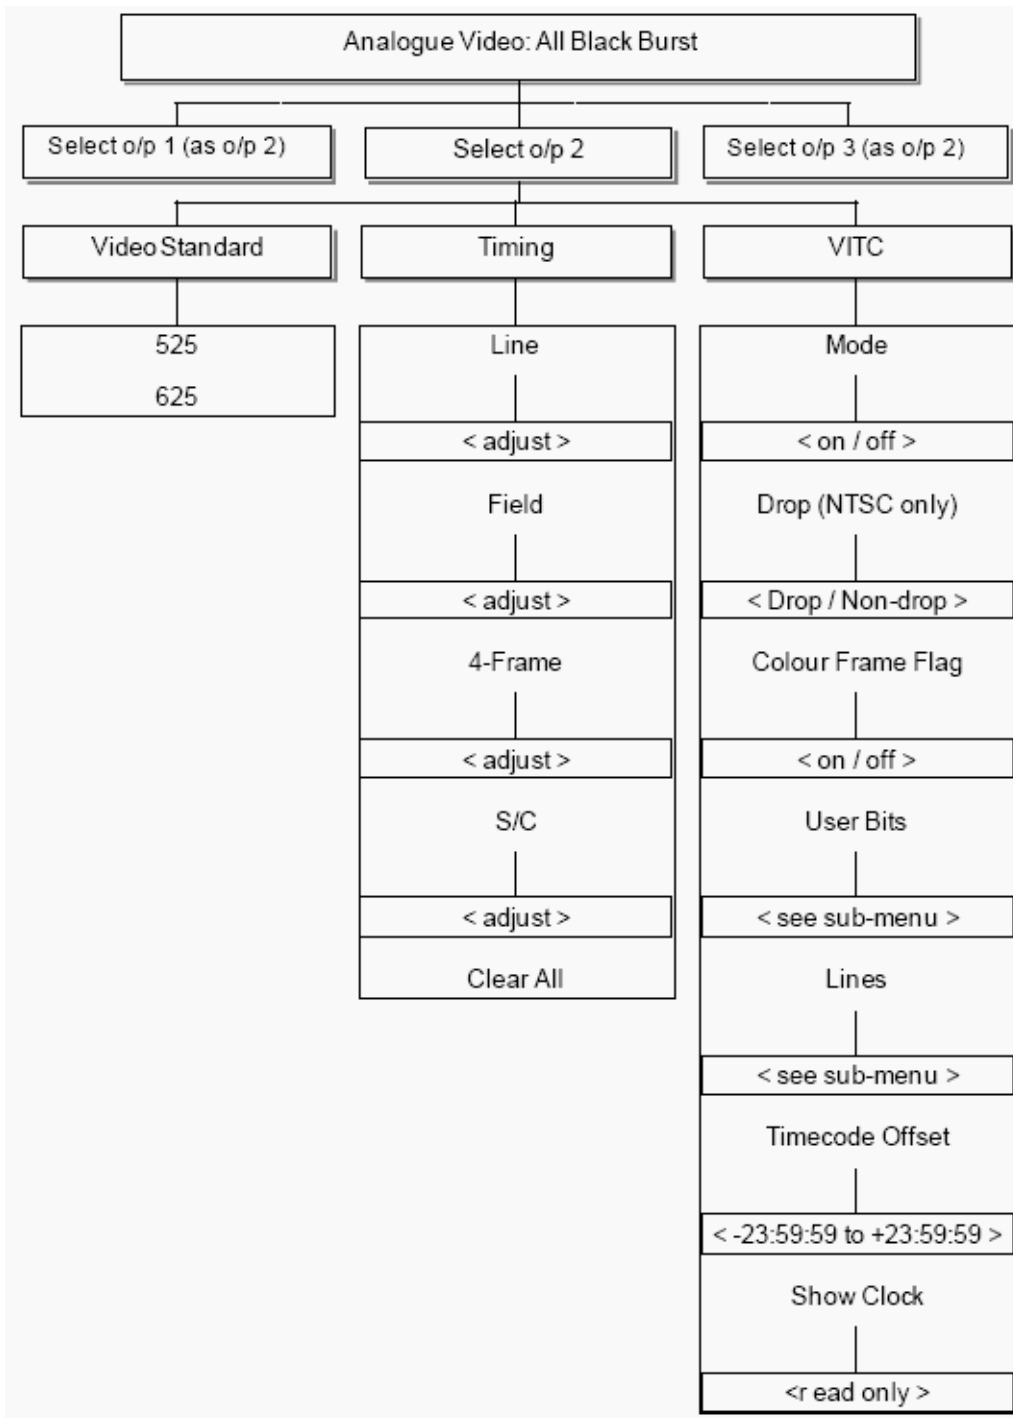 Analogue Video: All Black Burst
Select o/p 1 (as o/p 2)
Select o/p 2
Select o/p 3 (as o/p 2)
Video Standard
525
625
Timing
Line
< adjust >
Field
< adjust >
4-Frame
< adjust >
S/C
< adjust >
Clear All
VITC
Mode
< on / off >
Drop (NTSC only)
< Drop / Non-drop >
Colour Frame Flag
< on / off >
User Bits
< see sub-menu >
Lines
< see sub-menu >
Timecode Offset
< -23:59:59 to +23:59:59 >
Show Clock
<r ead only >